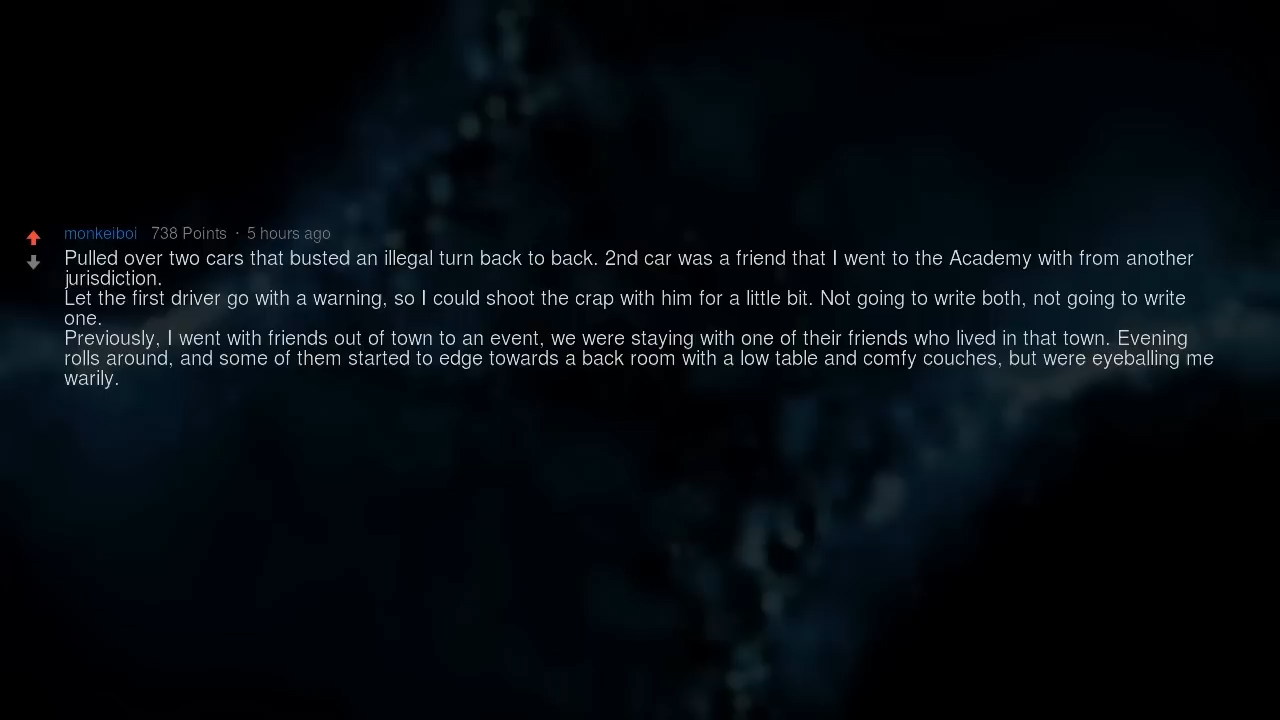 monkeiboi 738 Points · 5 hours ago
Pulled over two cars that busted an illegal turn back to back. 2nd car was a friend that I went to the Academy with from another
jurisdiction.
Let the first driver go with a warning, so I could shoot the crap with him for a little bit. Not going to write both, not going to write
one.
Previously, I went with friends out of town to an event, we were staying with one of their friends who lived in that town. Evening
rolls around, and some of them started to edge towards a back room with a low table and comfy couches, but were eyeballing me
warily.